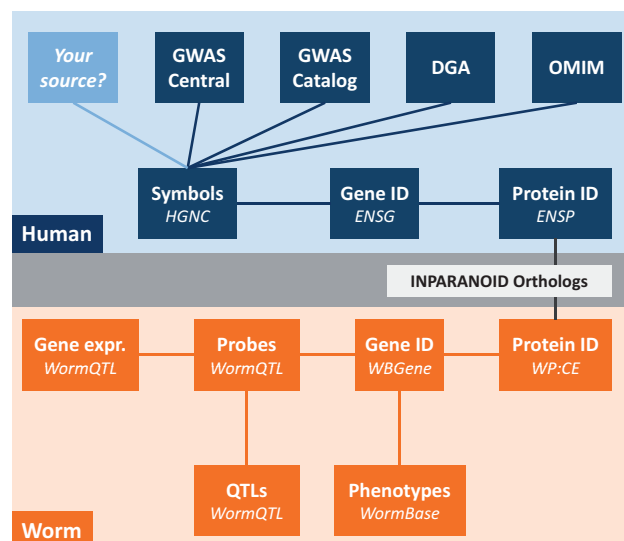 Your
source?
GWAS
Central
GWAS
Catalog
DGA
OMIM
Symbols
HGNC
Gene ID
ENSG
Protein ID
ENSP
Human
INPARANOID Orthologs
Gene expr.
WormQTL
Probes
WormQTL
Gene ID
WBGene
Protein ID
WP:CE
QTLs
WormQTL
Phenotypes
WormBase
Worm